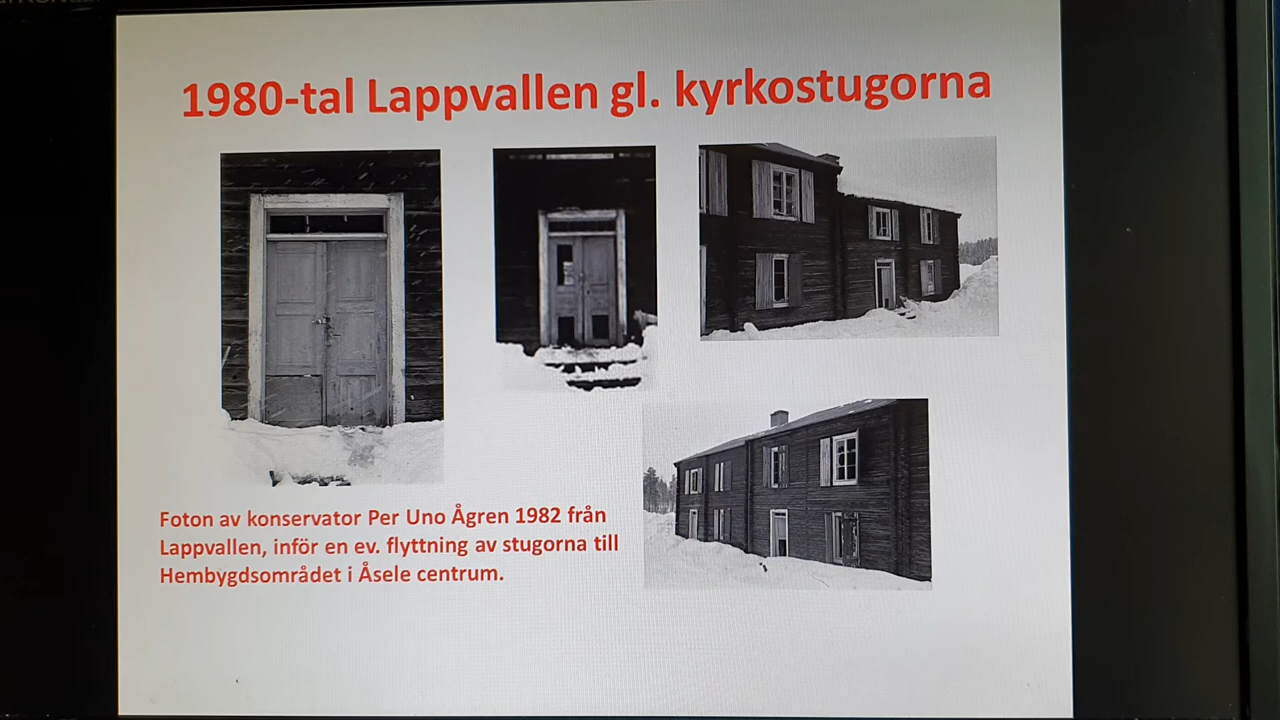 1980-tal Lappvallen gl. kyrkostugorna
Foton av konservator Per Uno Ågren 1982 från
Lappvallen, inför en ev. flyttning av stugorna till
Hembygdsområdet i Åsele centrum.